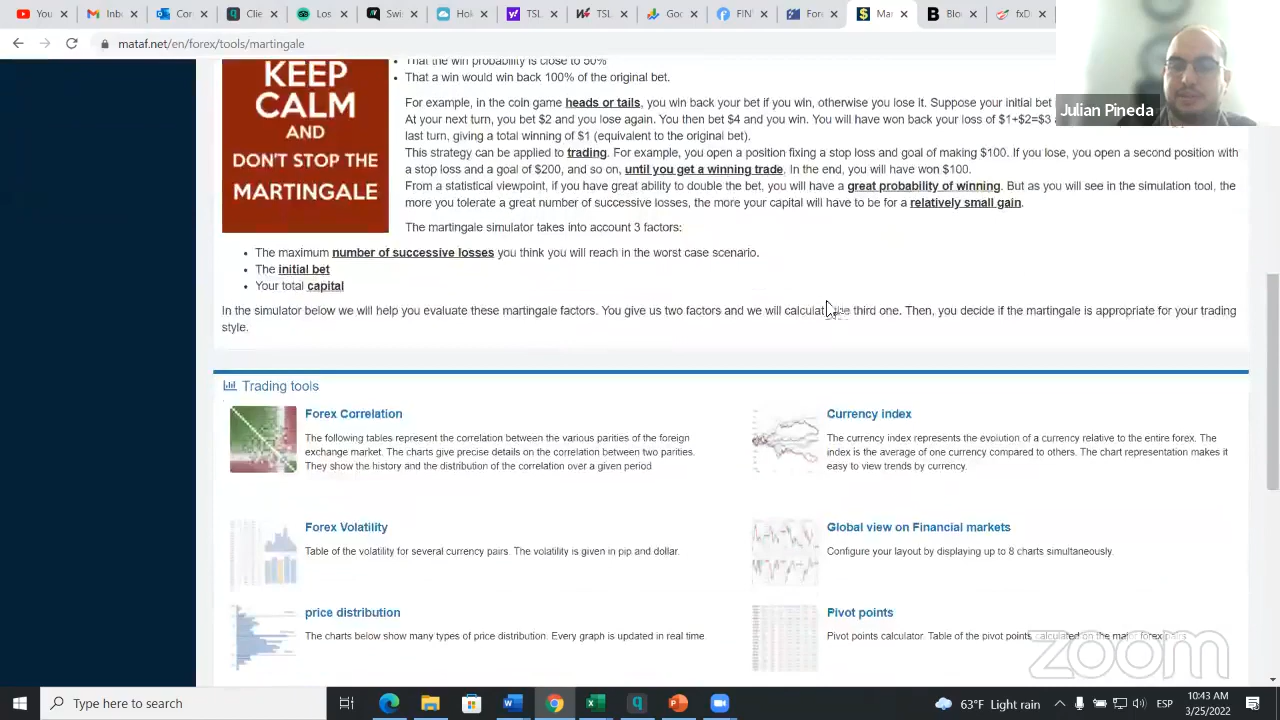 You
Kin
Swi
Ho
TSL
TSL
Go
FIN
For
Ma
Blo
fxD
mataf.net/en/forex/tools/martingale
That the win probability is close to 50%
KEEP
CALM
AND
DON'T STOP THE
MARTINGALE
That a win would win back 100% of the original bet.
For example, in the coin game heads or tails, you win back your bet if you win, otherwise you lose it. Suppose your initial bet
ur next turn, you bet $2 and you lose again. You then bet $4 and you win. You will have won back your loss of $1+$2=$3
last turn, giving a total winning of $1 (equivalent to the original bet).
This strategy can be applied to trading. For example, you open a position fixing a stop loss and goal of making $100. If you lose, you open a second position with
a stop loss and a goal of $200, and so on, until you get a winning trade. In the end, you will have won $100.
From a statistical viewpoint, if you have great ability to double the bet, you will have a great probability of winning. But as you will see in the simulation tool, the
more you tolerate a great number of successive losses, the more your capital will have to be for a relatively small gain.
The martingale simulator takes into account 3 factors:
The maximum number of successive losses you think you will reach in the worst case scenario.
The initial bet
Your total capital
In the simulator below we will help you evaluate these martingale factors. You give us two factors and we will calculate the third one. Then, you decide if the martingale is appropriate for your trading
style.
Julian Pineda
Trading tools
Forex Correlation
The following tables represent the correlation between the various parities of the foreign
exchange market. The charts give precise details on the correlation between the parities.
They show the history and the distribution of the correlation over a given period
Currency index
The currency index represents the evolution of a currency relative to the entire forex. The
index is the average of one currency compared to others. The chart representation makes it
easy to view trends by currency.
Forex Volatility
Table of the volatility for several currency pairs. The volatility is given in pip and dollar.
Global view on Financial markets
Configure your layout by displaying up to 8 charts simultaneously.
price distribution
The charts below show many types of price distribution. Every graph is updated in real time
Pivot points
Pivot points calculator. Table of the pivot points calculated on the major forex pairs
zoom
Type here to search
63°F Light rain
ESP
10:43 AM
3/25/2022